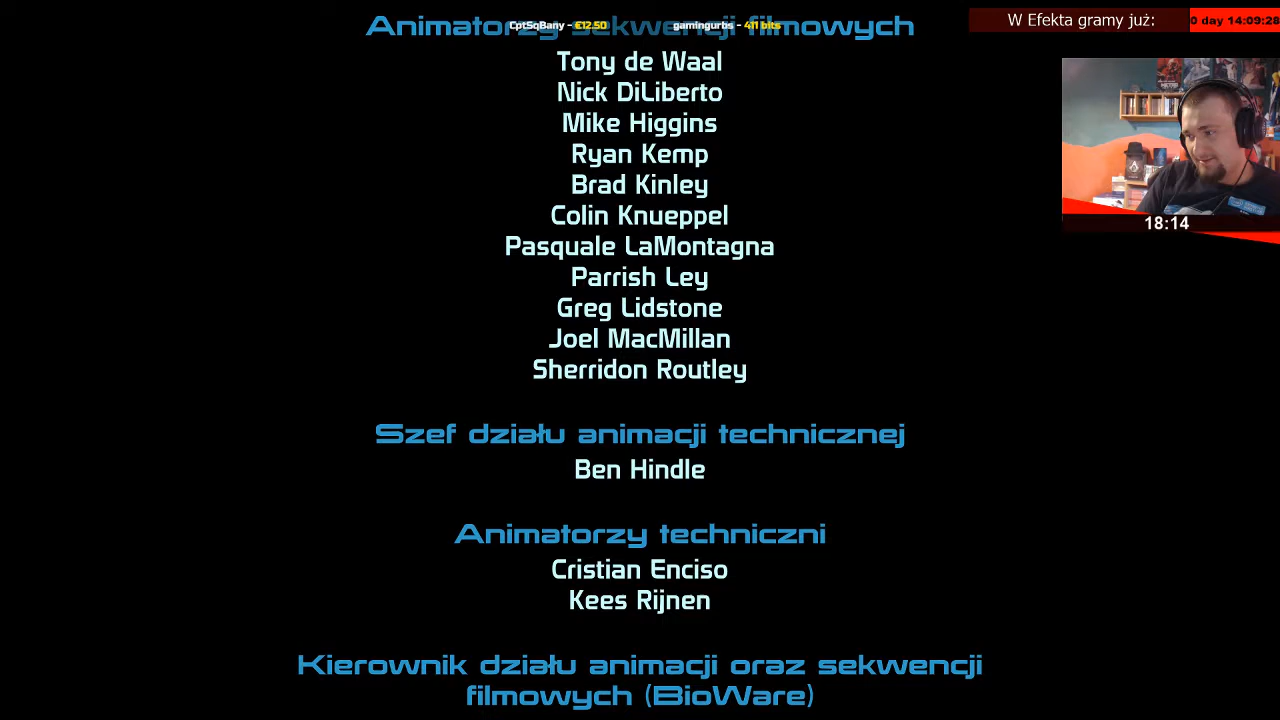 Animatorzy sekwencji filmowych
CptSqBany - €12.50
gamingurbs - 411 bits
W Efekta gramy już:
0 day 14:09:28
Tony de Waal
Nick DiLiberto
Mike Higgins
Ryan Kemp
Brad Kinley
Colin Knueppel
Pasquale LaMontagna
Parrish Ley
Greg Lidstone
Joel MacMillan
Sherridon Routley
18:14
Szef działu animacji technicznej
Ben Hindle
Animatorzy techniczni
Cristian Enciso
Kees Rijnen
Kierownik działu animacji oraz sekwencji
filmowych (BioWare)